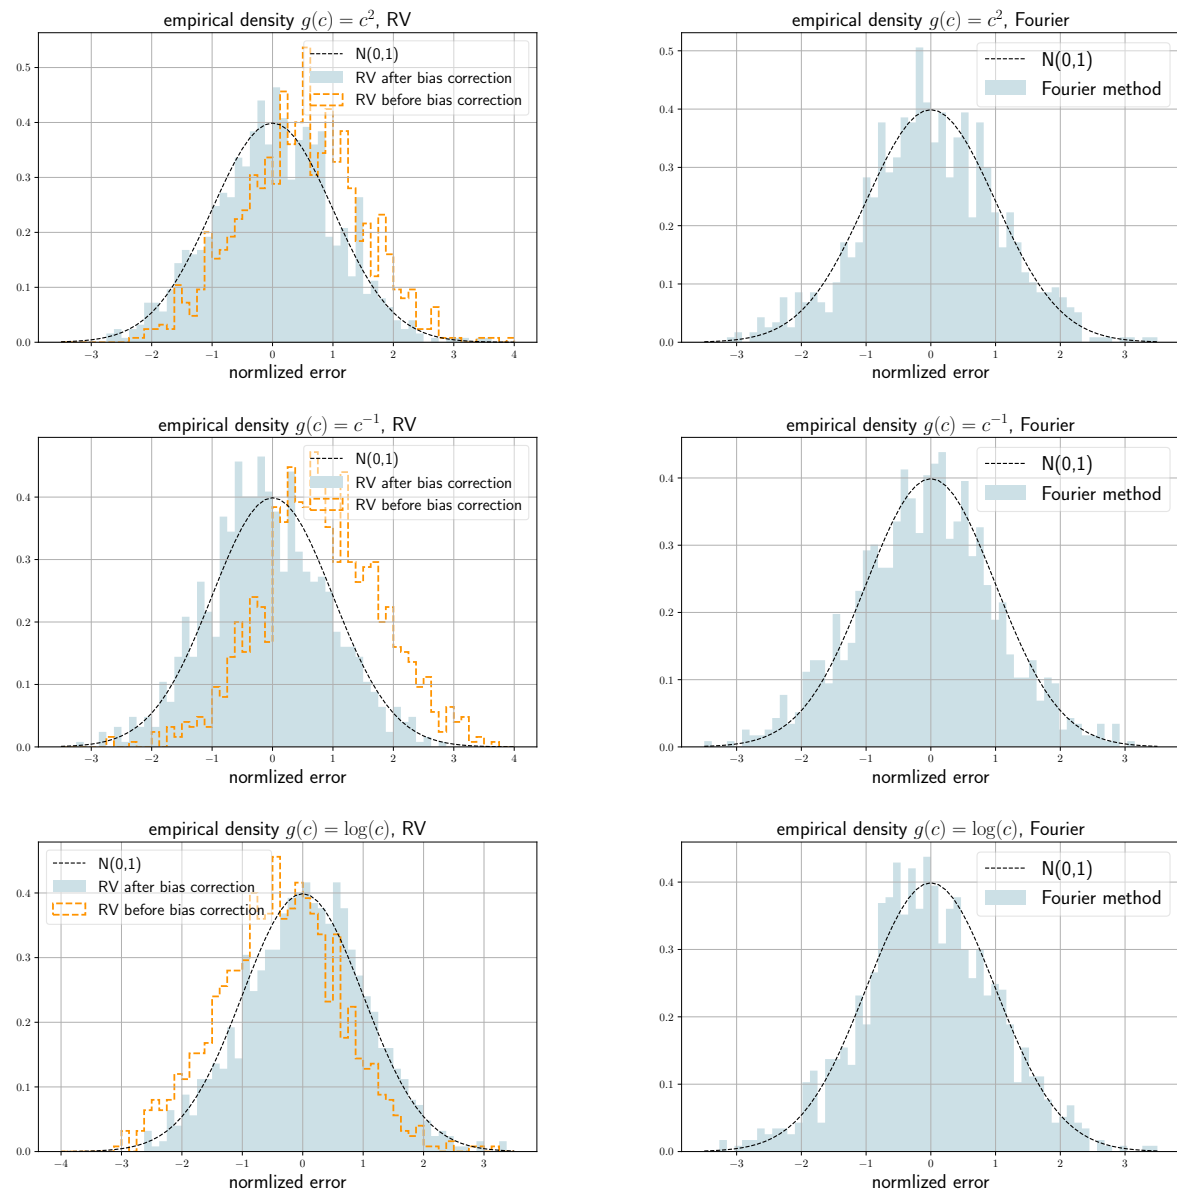 empirical density g(c) = c², RV
N(0,1)
RV after bias correction
RV before bias correction
0.5
0.4
0.3
0.2
0.1
0.0
−3 −2 −1 0 1 2 3 4
normlized error
empirical density g(c) = c², Fourier
N(0,1)
Fourier method
0.5
0.4
0.3
0.2
0.1
0.0
−3 −2 −1 0 1 2 3
normlized error
empirical density g(c) = c⁻¹, RV
N(0,1)
RV after bias correction
RV before bias correction
0.4
0.3
0.2
0.1
0.0
−3 −2 −1 0 1 2 3 4
normlized error
empirical density g(c) = c⁻¹, Fourier
N(0,1)
Fourier method
0.4
0.3
0.2
0.1
0.0
−3 −2 −1 0 1 2 3
normlized error
empirical density g(c) = log(c), RV
N(0,1)
RV after bias correction
RV before bias correction
0.4
0.3
0.2
0.1
0.0
−4 −3 −2 −1 0 1 2 3
normlized error
empirical density g(c) = log(c), Fourier
N(0,1)
Fourier method
0.4
0.3
0.2
0.1
0.0
−3 −2 −1 0 1 2 3
normlized error